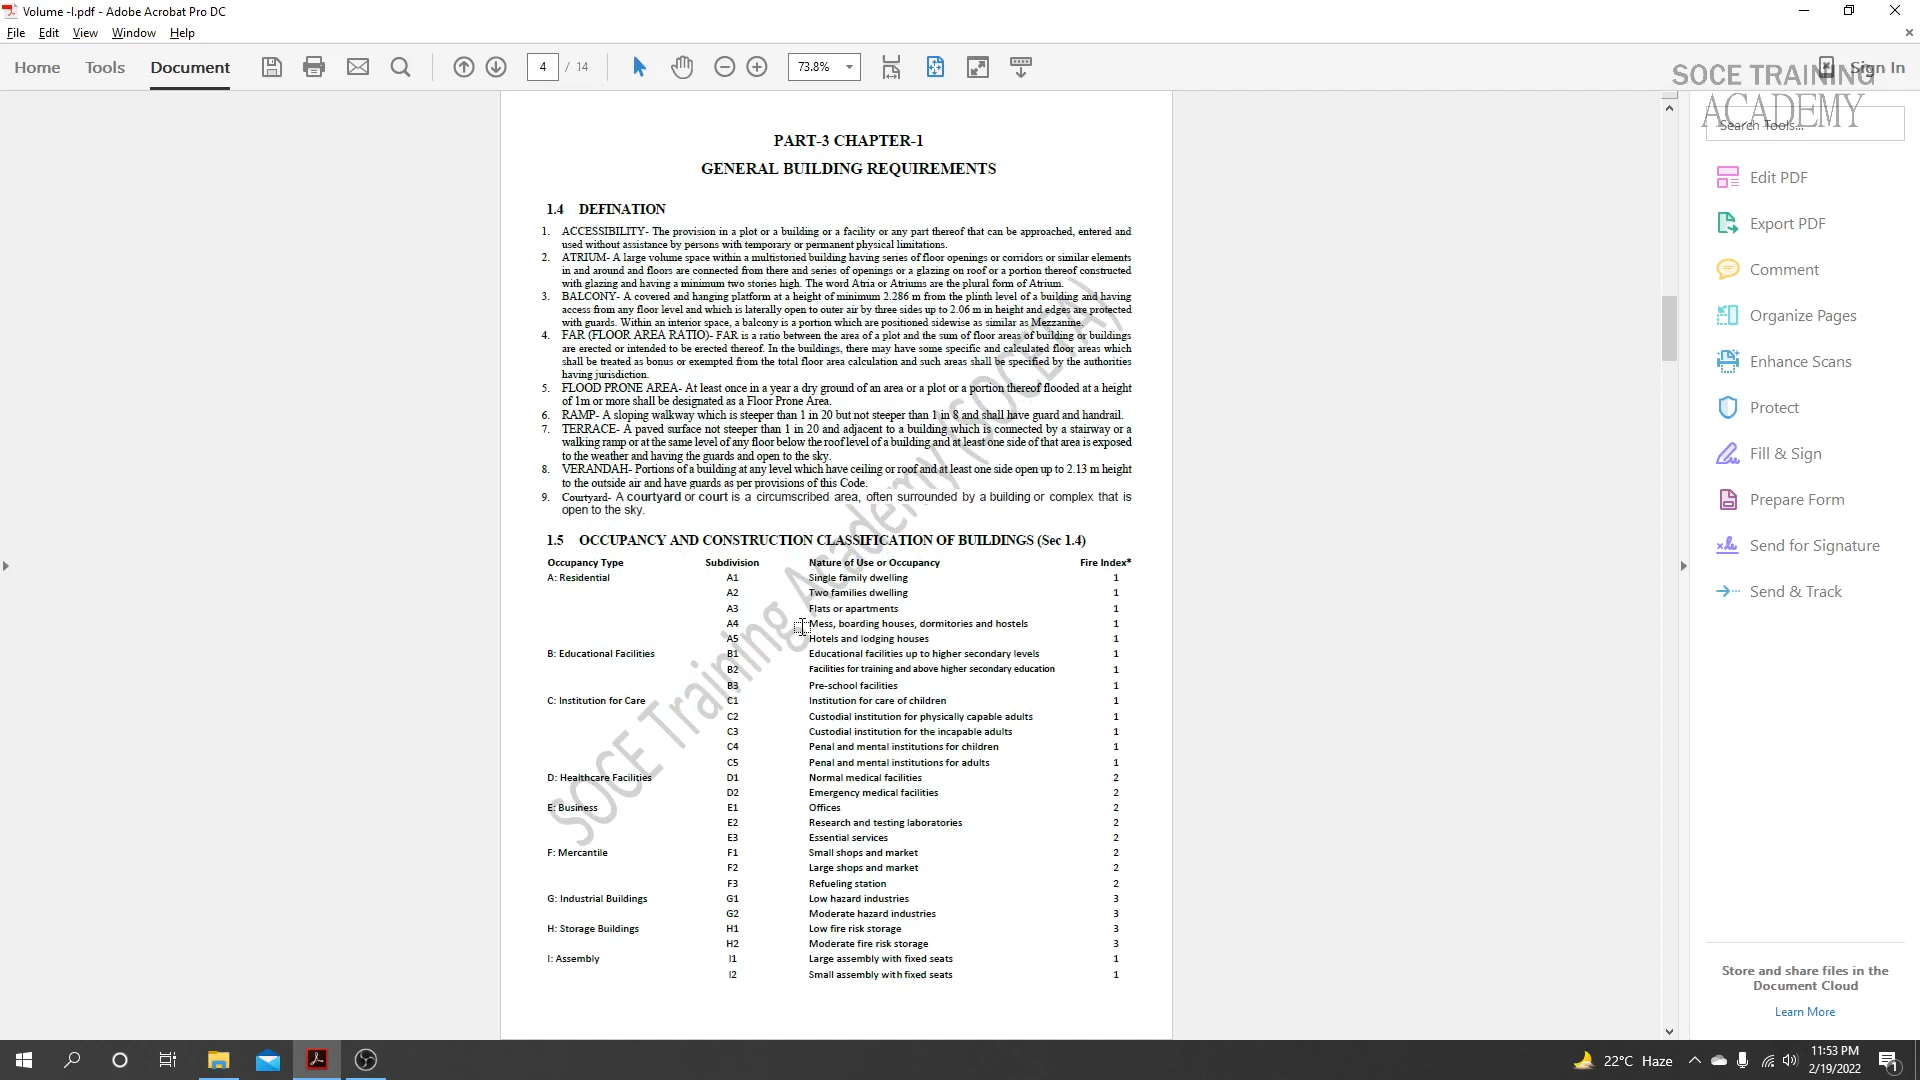 Volume -I.pdf - Adobe Acrobat Pro DC
File Edit View Window Help
Home Tools Document 4 / 14 73.8% Sign In
SOCE TRAINING
ACADEMY
Search Tools...
Edit PDF
Export PDF
Comment
Organize Pages
Enhance Scans
Protect
Fill & Sign
Prepare Form
Send for Signature
Send & Track
Store and share files in the
Document Cloud
Learn More
PART-3 CHAPTER-1
GENERAL BUILDING REQUIREMENTS
1.4 DEFINATION
1. ACCESSIBILITY- The provision in a plot or a building or a facility or any part thereof that can be approached, entered and
used without assistance by persons with temporary or permanent physical limitations.
2. ATRIUM- A large volume space within a multistoried building having series of floor openings or corridors or similar elements
in and around and floors are connected from there and series of openings or a glazing on roof or a portion thereof constructed
with glazing and having a minimum two stories high. The word Atria or Atriums are the plural form of Atrium.
3. BALCONY- A covered and hanging platform at a height of minimum 2.286 m from the plinth level of a building and having
access from any floor level and which is laterally open to outer air by three sides up to 2.06 m in height and edges are protected
with guards. Within an interior space, a balcony is a portion which are positioned sidewise as similar as Mezzanine.
4. FAR (FLOOR AREA RATIO)- FAR is a ratio between the area of a plot and the sum of floor areas of building or buildings
are erected or intended to be erected thereof. In the buildings, there may have some specific and calculated floor areas which
shall be treated as bonus or exempted from the total floor area calculation and such areas shall be specified by the authorities
having jurisdiction.
5. FLOOD PRONE AREA- At least once in a year a dry ground of an area or a plot or a portion thereof flooded at a height
of 1m or more shall be designated as a Floor Prone Area.
6. RAMP- A sloping walkway which is steeper than 1 in 20 but not steeper than 1 in 8 and shall have guard and handrail.
7. TERRACE- A paved surface not steeper than 1 in 20 and adjacent to a building which is connected by a stairway or a
walking ramp or at the same level of any floor below the roof level of a building and at least one side of that area is exposed
to the weather and having the guards and open to the sky.
8. VERANDAH- Portions of a building at any level which have ceiling or roof and at least one side open up to 2.13 m height
to the outside air and have guards as per provisions of this Code.
9. Courtyard- A courtyard or court is a circumscribed area, often surrounded by a building or complex that is
open to the sky.
1.5 OCCUPANCY AND CONSTRUCTION CLASSIFICATION OF BUILDINGS (Sec 1.4)
Occupancy Type Subdivision Nature of Use or Occupancy Fire Index*
A: Residential A1 Single family dwelling 1
A2 Two families dwelling 1
A3 Flats or apartments 1
A4 Mess, boarding houses, dormitories and hostels 1
A5 Hotels and lodging houses 1
B: Educational Facilities B1 Educational facilities up to higher secondary levels 1
B2 Facilities for training and above higher secondary education 1
B3 Pre-school facilities 1
C: Institution for Care C1 Institution for care of children 1
C2 Custodial institution for physically capable adults 1
C3 Custodial institution for the incapable adults 1
C4 Penal and mental institutions for children 1
C5 Penal and mental institutions for adults 1
D: Healthcare Facilities D1 Normal medical facilities 2
D2 Emergency medical facilities 2
E: Business E1 Offices 2
E2 Research and testing laboratories 2
E3 Essential services 2
F: Mercantile F1 Small shops and market 2
F2 Large shops and market 2
F3 Refueling station 2
G: Industrial Buildings G1 Low hazard industries 3
G2 Moderate hazard industries 3
H: Storage Buildings H1 Low fire risk storage 3
H2 Moderate fire risk storage 3
I: Assembly I1 Large assembly with fixed seats 1
I2 Small assembly with fixed seats 1
SOCE Training Academy (SOCETA)
22°C Haze
11:53 PM
2/19/2022
1